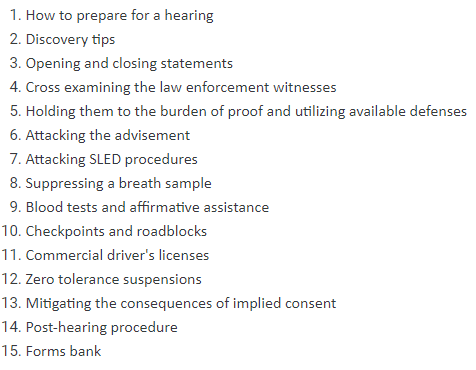 1. How to prepare for a hearing
2. Discovery tips
3. Opening and closing statements
4. Cross examining the law enforcement witnesses
5. Holding them to the burden of proof and utilizing available defenses
6. Attacking the advisement
7. Attacking SLED procedures
8. Suppressing a breath sample
9. Blood tests and affirmative assistance
10. Checkpoints and roadblocks
11. Commercial driver's licenses
12. Zero tolerance suspensions
13. Mitigating the consequences of implied consent
14. Post-hearing procedure
15. Forms bank